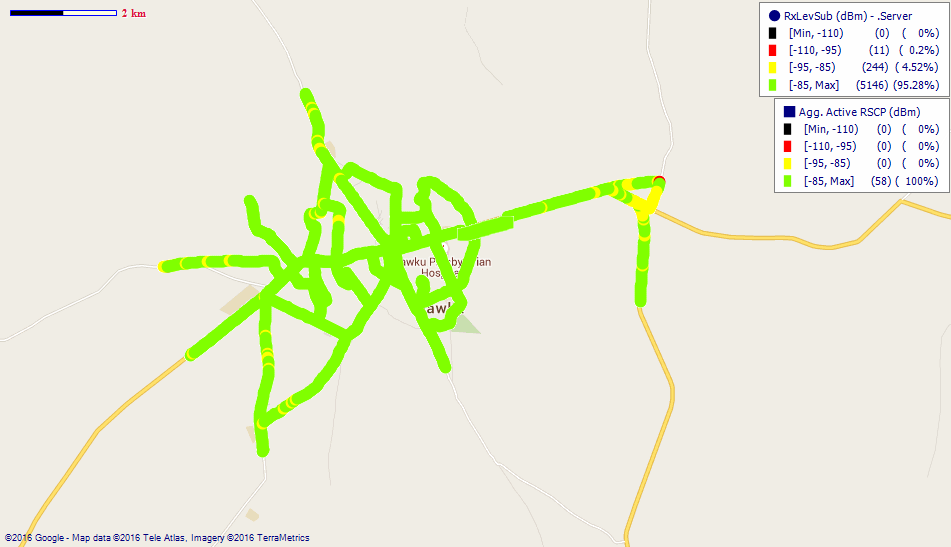 2 km
RxLevSub (dBm) - .Server
[Min, -110) (0) ( 0%)
[-110, -95) (11) ( 0.2%)
[-95, -85) (244) ( 4.52%)
[-85, Max] (5146) (95.28%)
Agg. Active RSCP (dBm)
[Min, -110) (0) ( 0%)
[-110, -95) (0) ( 0%)
[-95, -85) (0) ( 0%)
[-85, Max] (58) ( 100%)
©2016 Google - Map data ©2016 Tele Atlas, Imagery ©2016 TerraMetrics